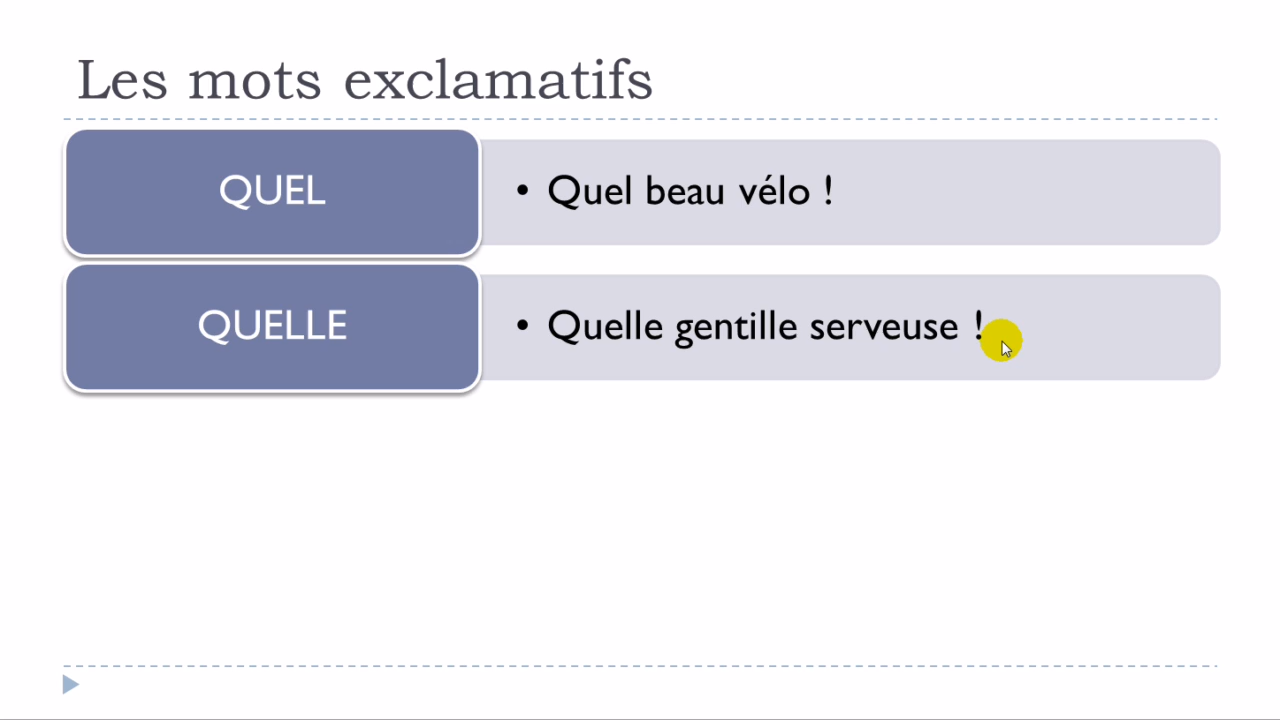 Les mots exclamatifs
QUEL
• Quel beau vélo !
QUELLE
• Quelle gentille serveuse !